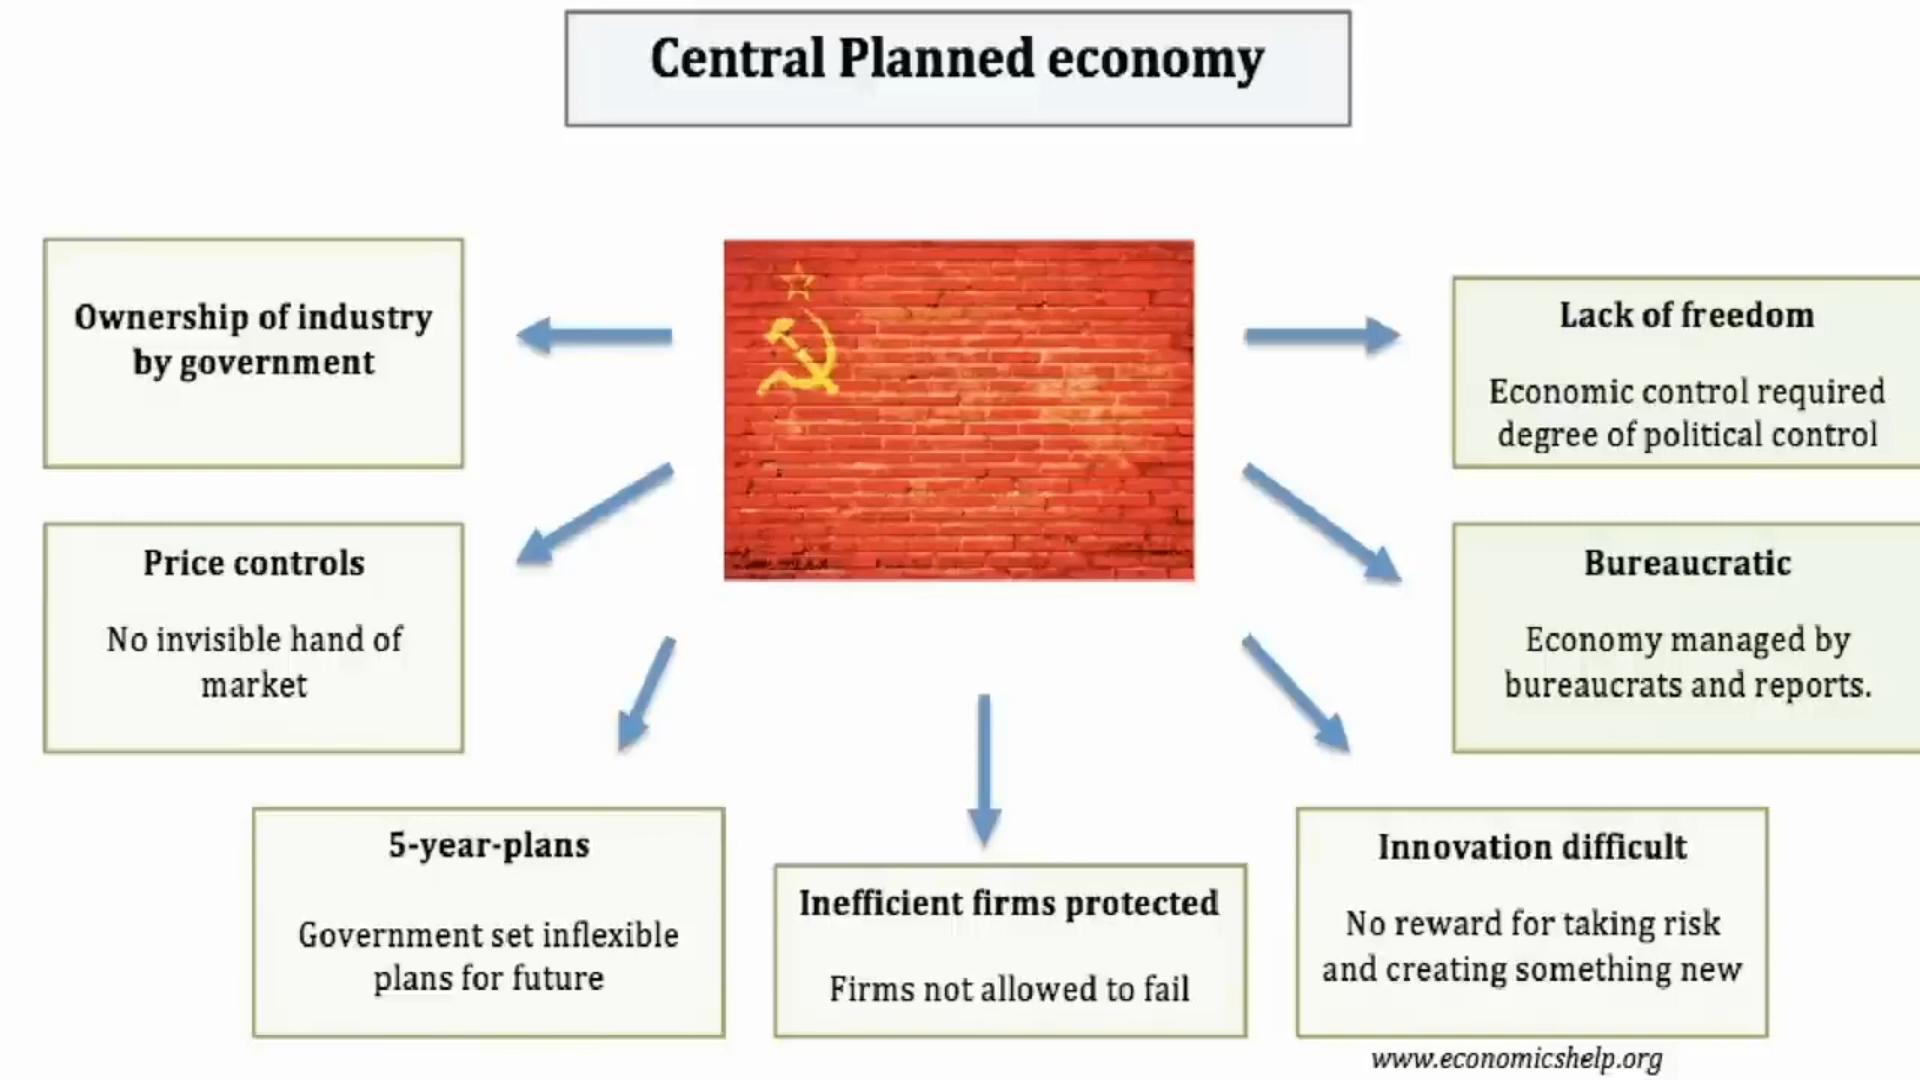 Central Planned economy
Ownership of industry
by government
Price controls
No invisible hand of
market
5-year-plans
Government set inflexible
plans for future
Inefficient firms protected
Firms not allowed to fail
Innovation difficult
No reward for taking risk
and creating something new
Bureaucratic
Economy managed by
bureaucrats and reports.
Lack of freedom
Economic control required
degree of political control
www.economicshelp.org